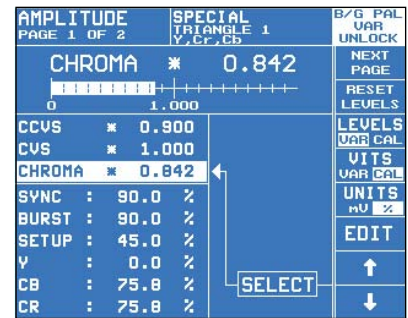 AMPLITUDE
PAGE 1 OF 2
SPECIAL
TRIANGLE 1
Y,Cr,Cb
B/G PAL
VAR
UNLOCK
CHROMA * 0.842
0 1.000
CCVS * 0.900
CVS * 1.000
CHROMA * 0.842
SYNC : 90.0 %
BURST : 90.0 %
SETUP : 45.0 %
Y : 0.0 %
CB : 75.8 %
CR : 75.8 %
SELECT
NEXT
PAGE
RESET
LEVELS
LEVELS
VAR CAL
VITS
VAR CAL
UNITS
mV %
EDIT